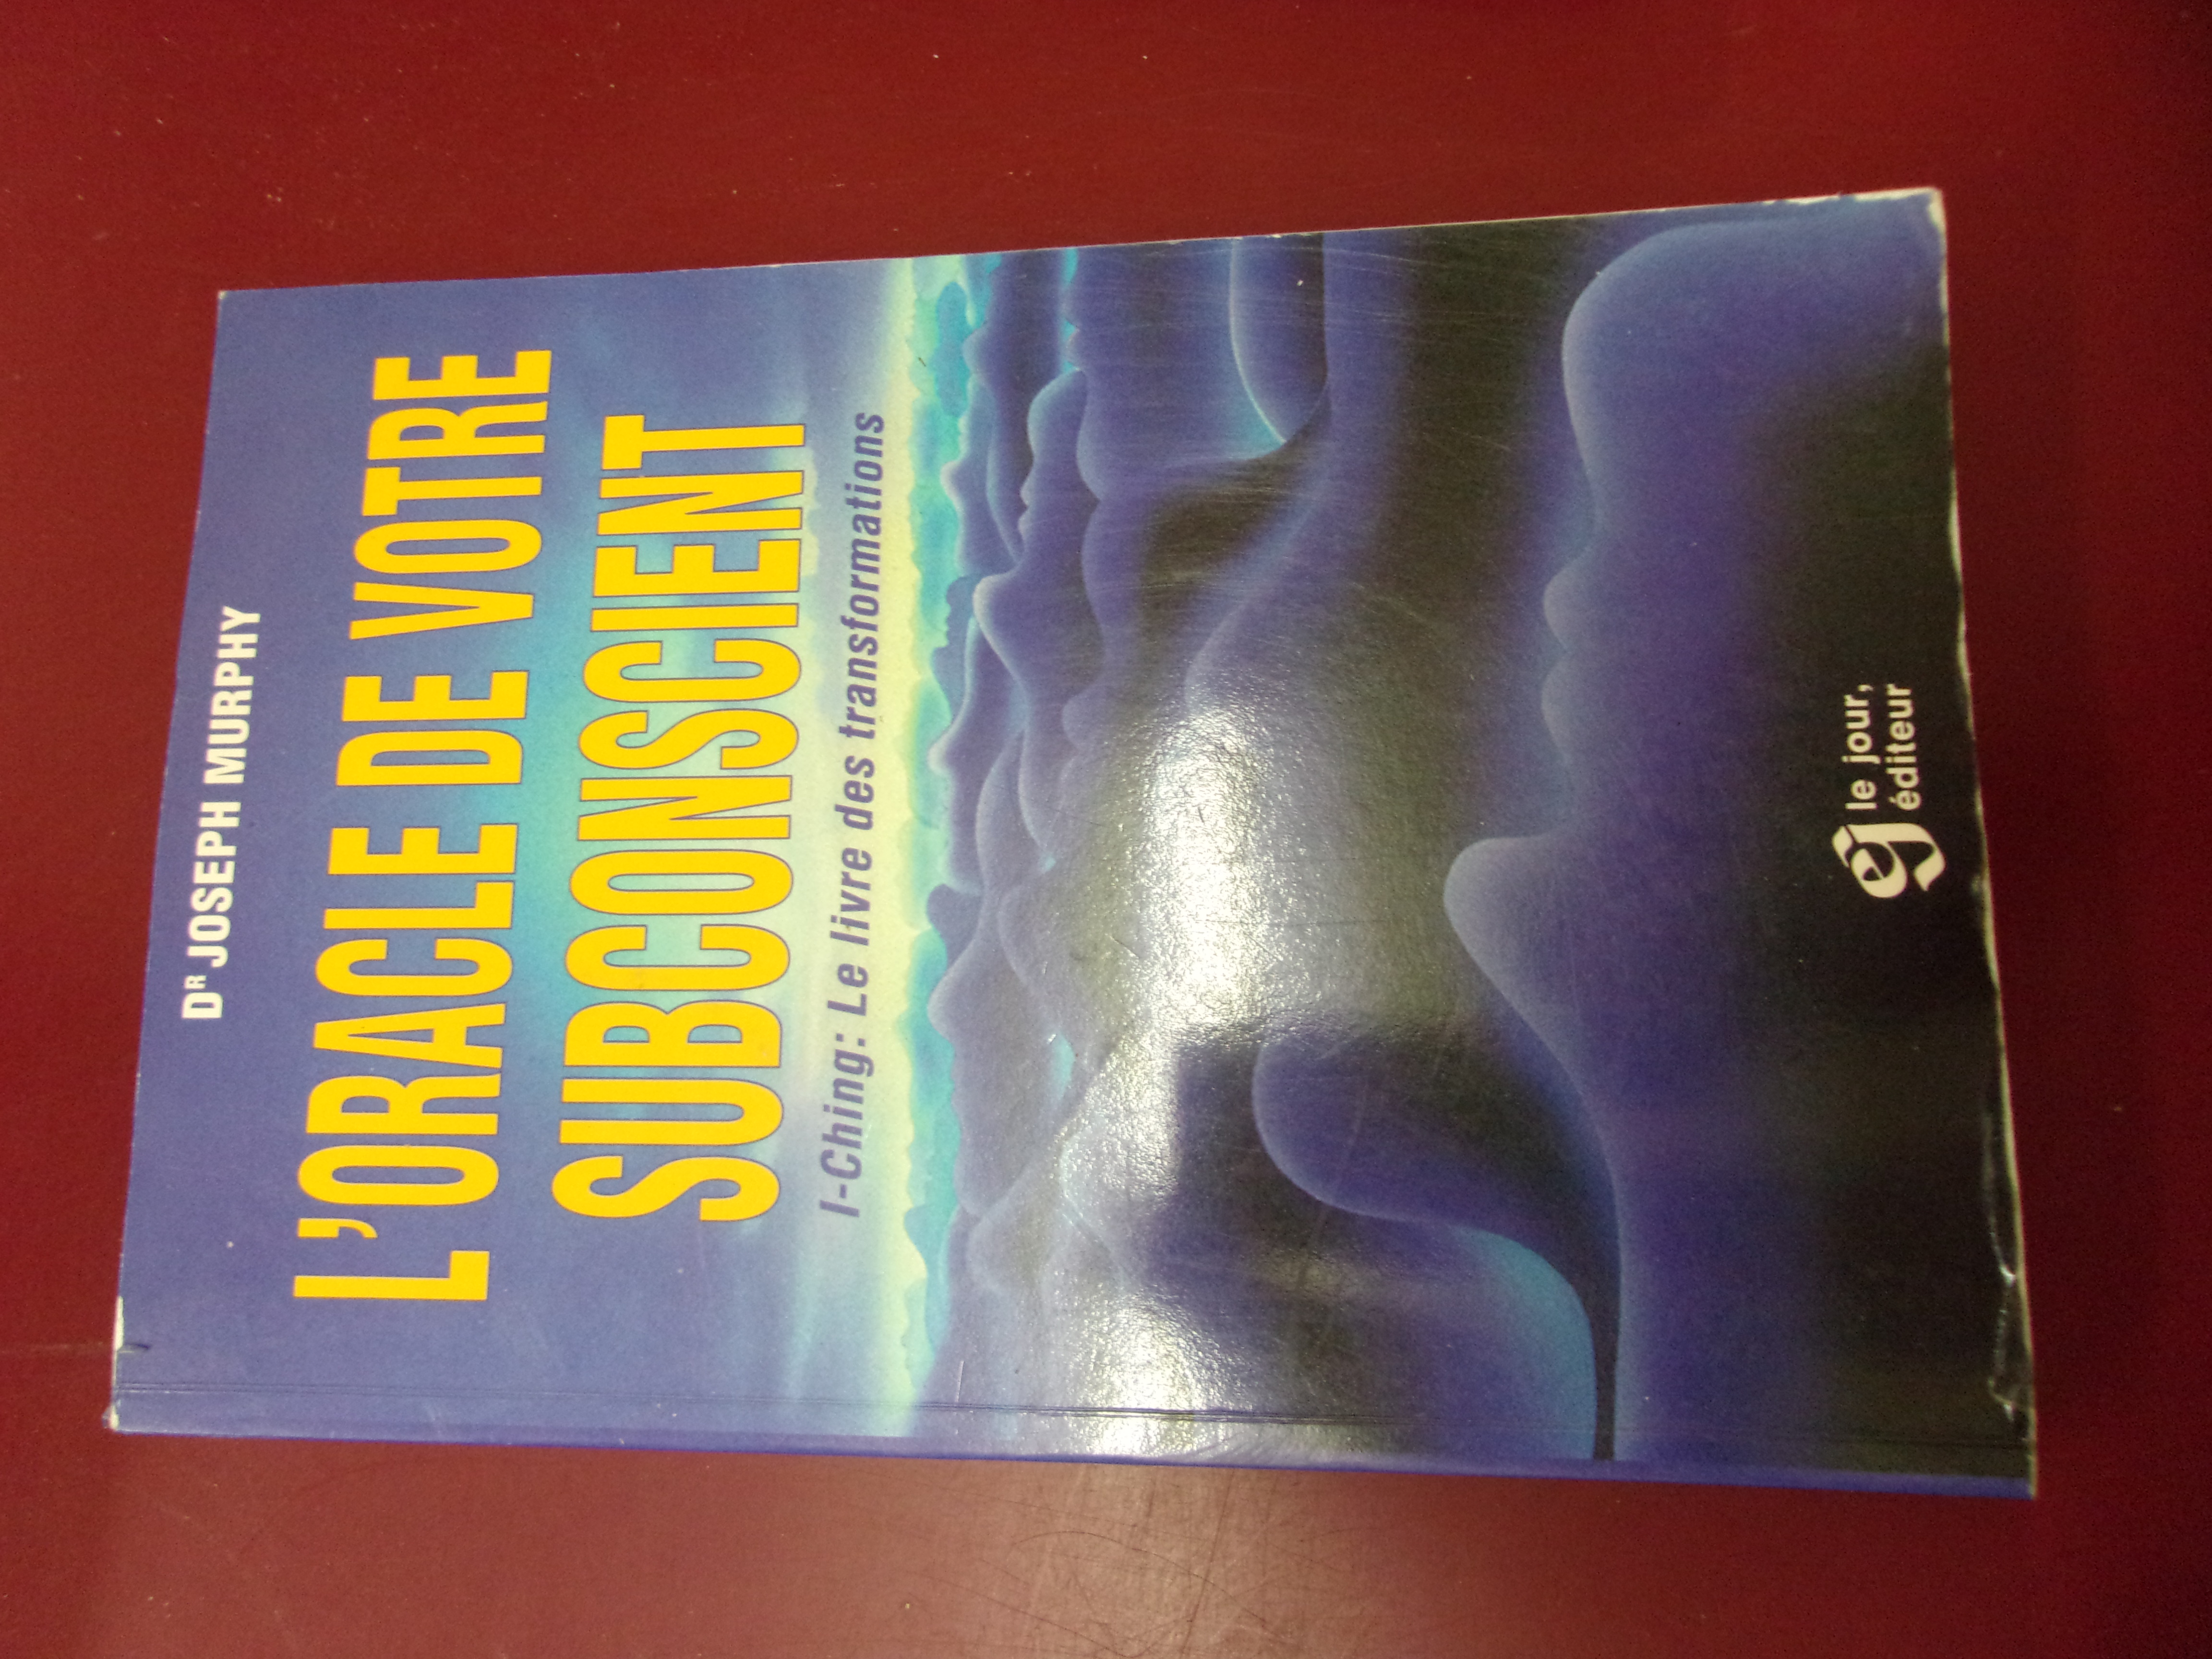 DR JOSEPH MURPHY
L'ORACLE DE VOTRE
SUBCONSCIENT
I-Ching: Le livre des transformations
le jour,
éditeur